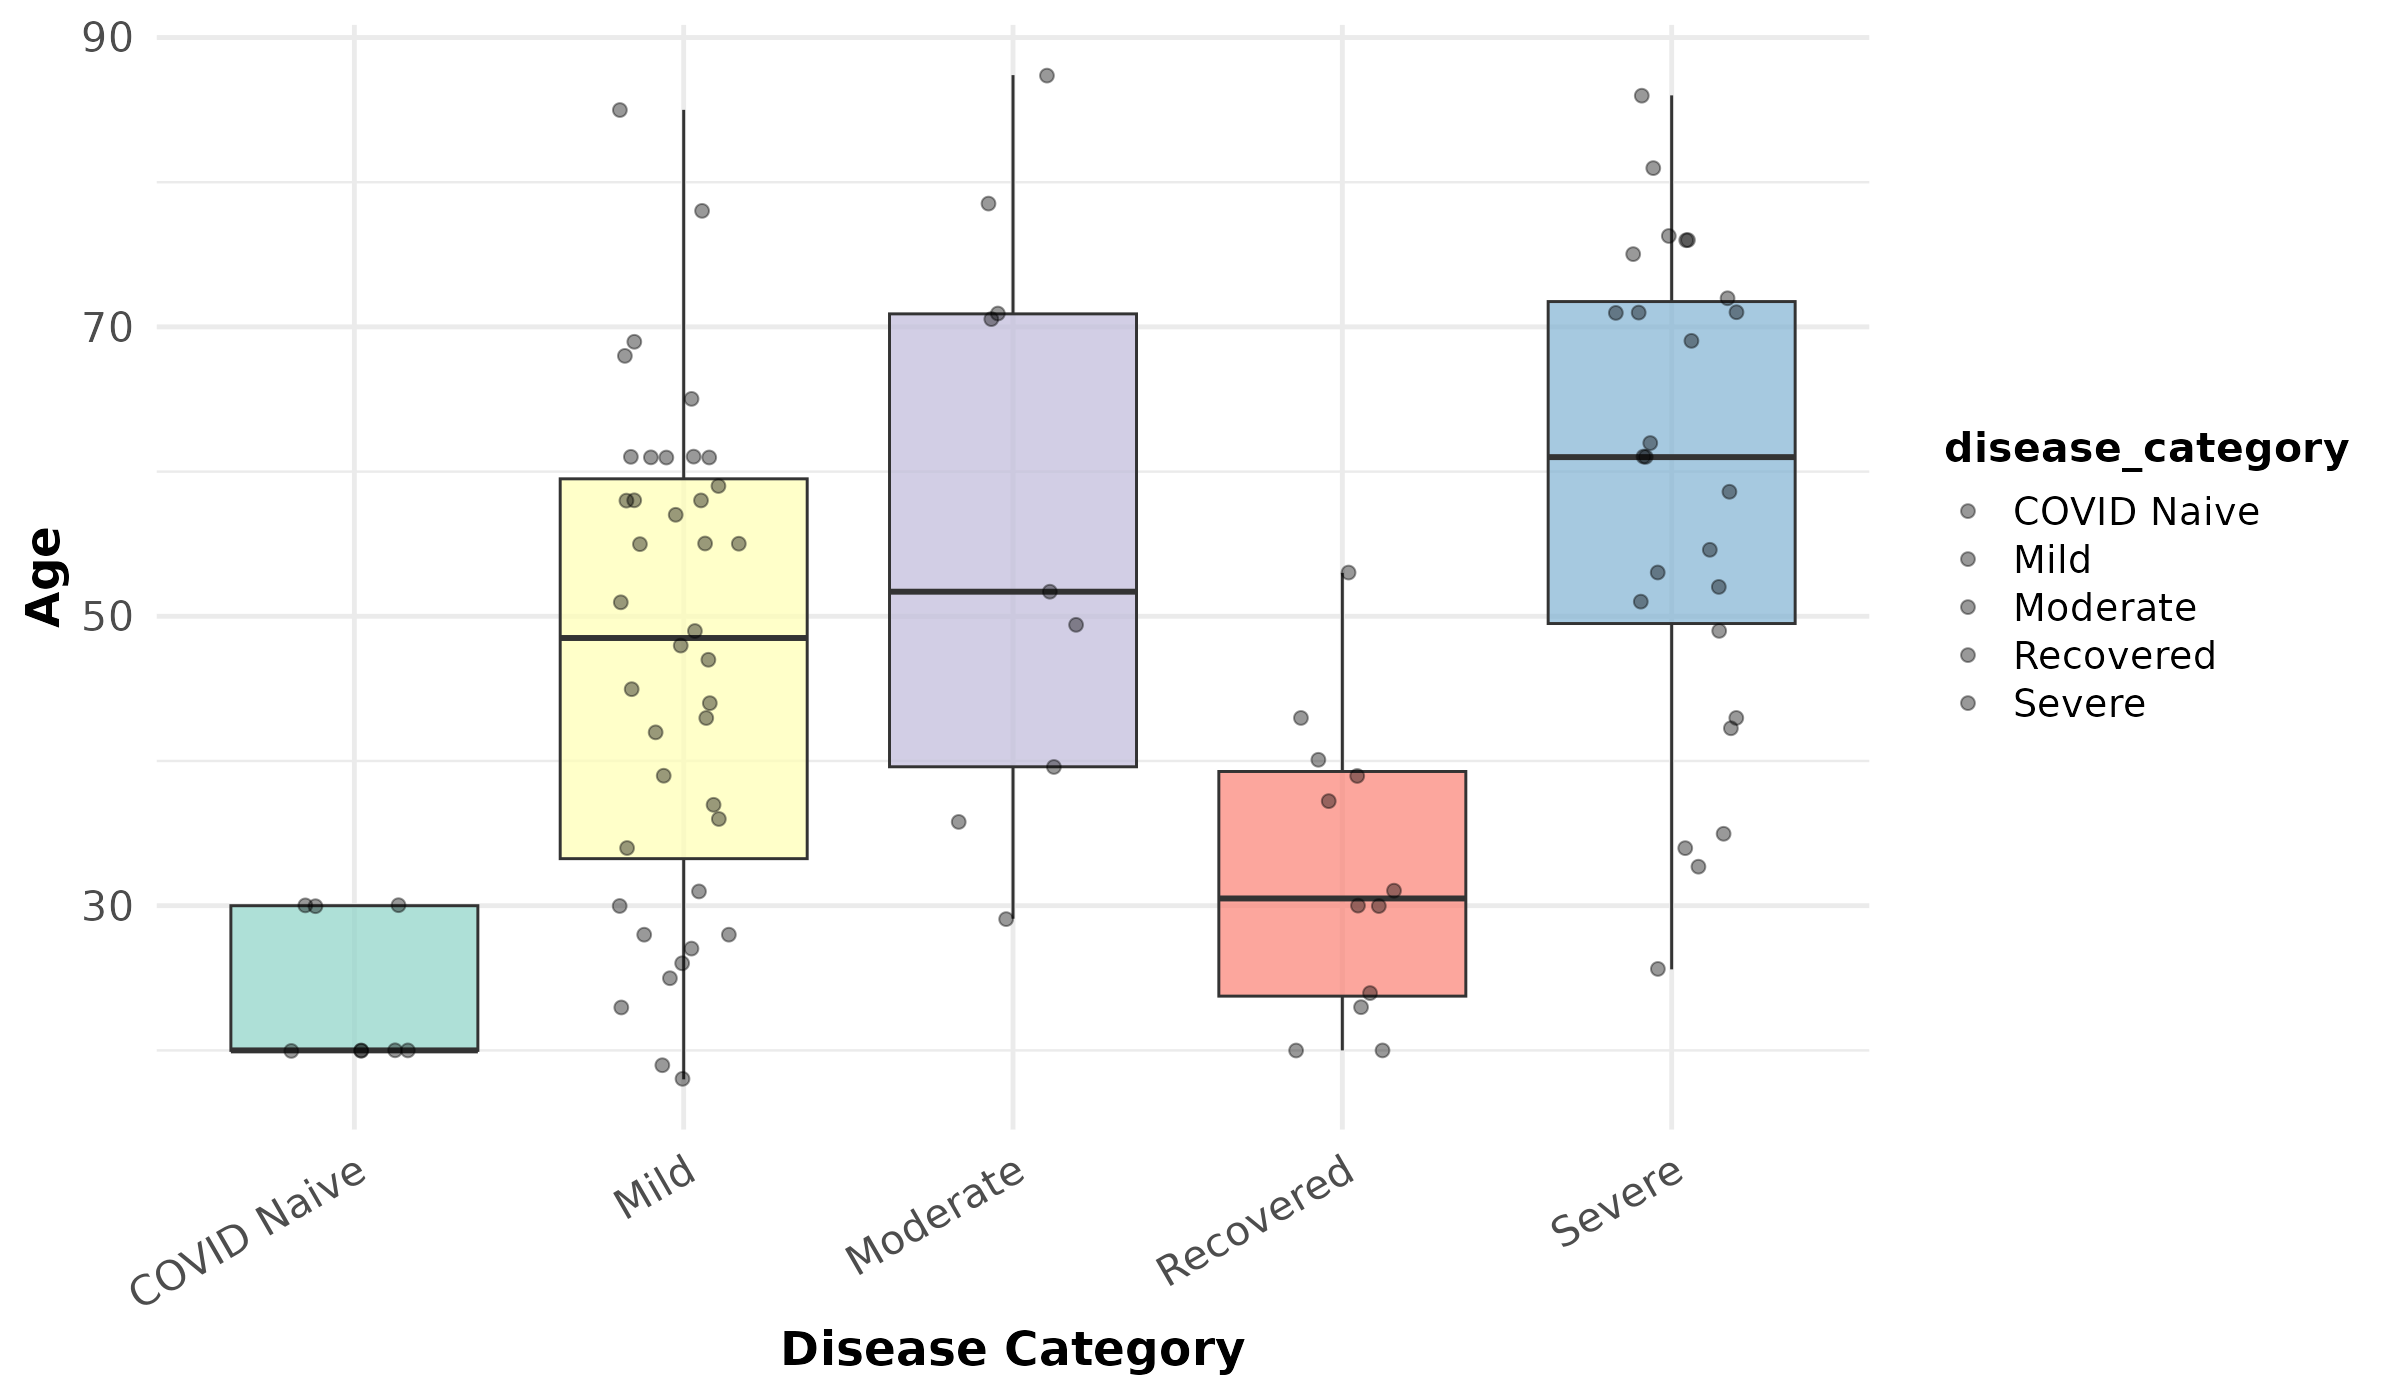 90
70
50
30
Age
COVID Naive
Mild
Moderate
Recovered
Severe
Disease Category
disease_category
COVID Naive
Mild
Moderate
Recovered
Severe